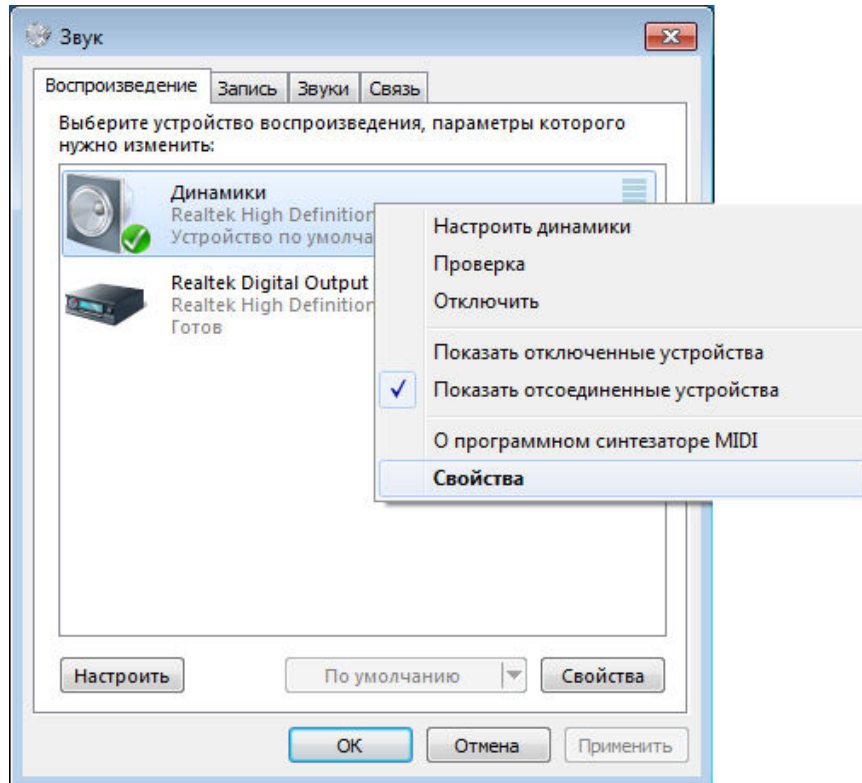 Звук
Воспроизведение Запись Звуки Связь
Выберите устройство воспроизведения, параметры которого
нужно изменить:
Динамики
Realtek High Definition
Устройство по
Realtek Digital Output
Realtek High Definition
Готов
Настроить динамики
Проверка
Отключить
Показать отключенные устройства
Показать отсоединенные устройства
О программном синтезаторе MIDI
Свойства
Настроить По умолчанию Свойства
ОК Отмена Применить